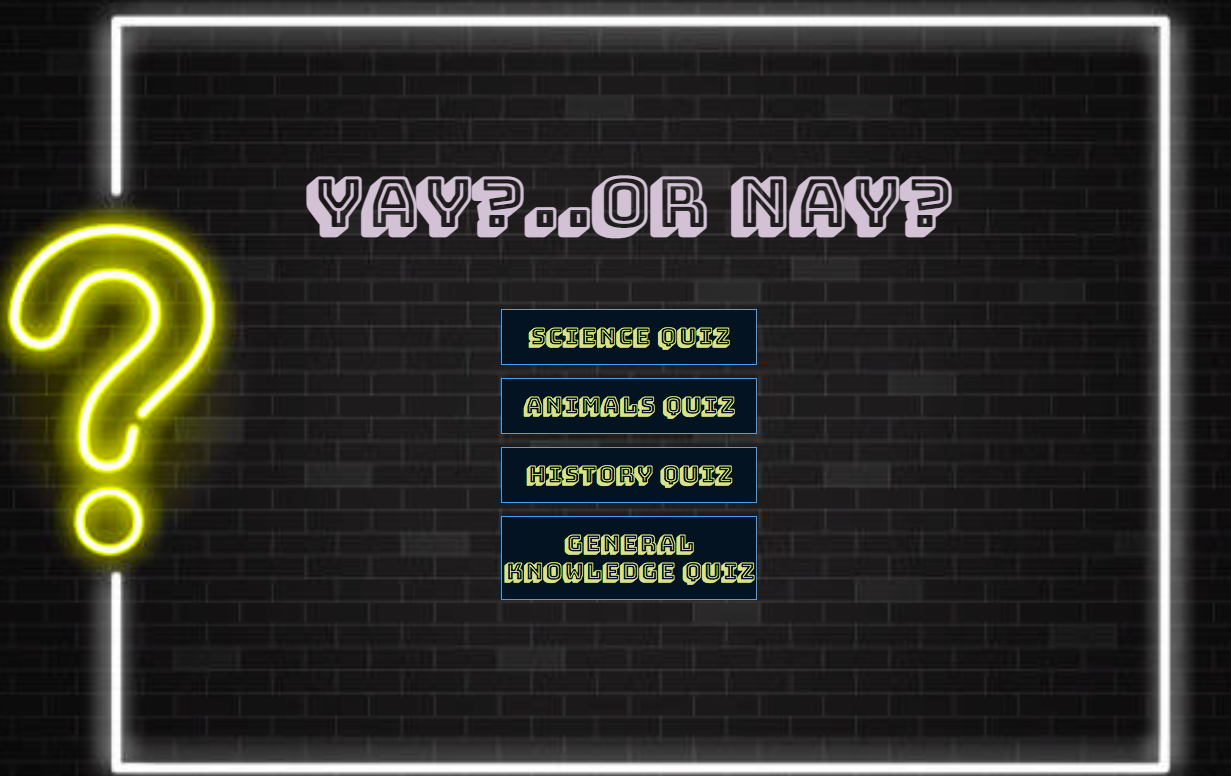 YAY?..OR NAY?
SCIENCE QUIZ
ANIMALS QUIZ
HISTORY QUIZ
GENERAL
KNOWLEDGE QUIZ